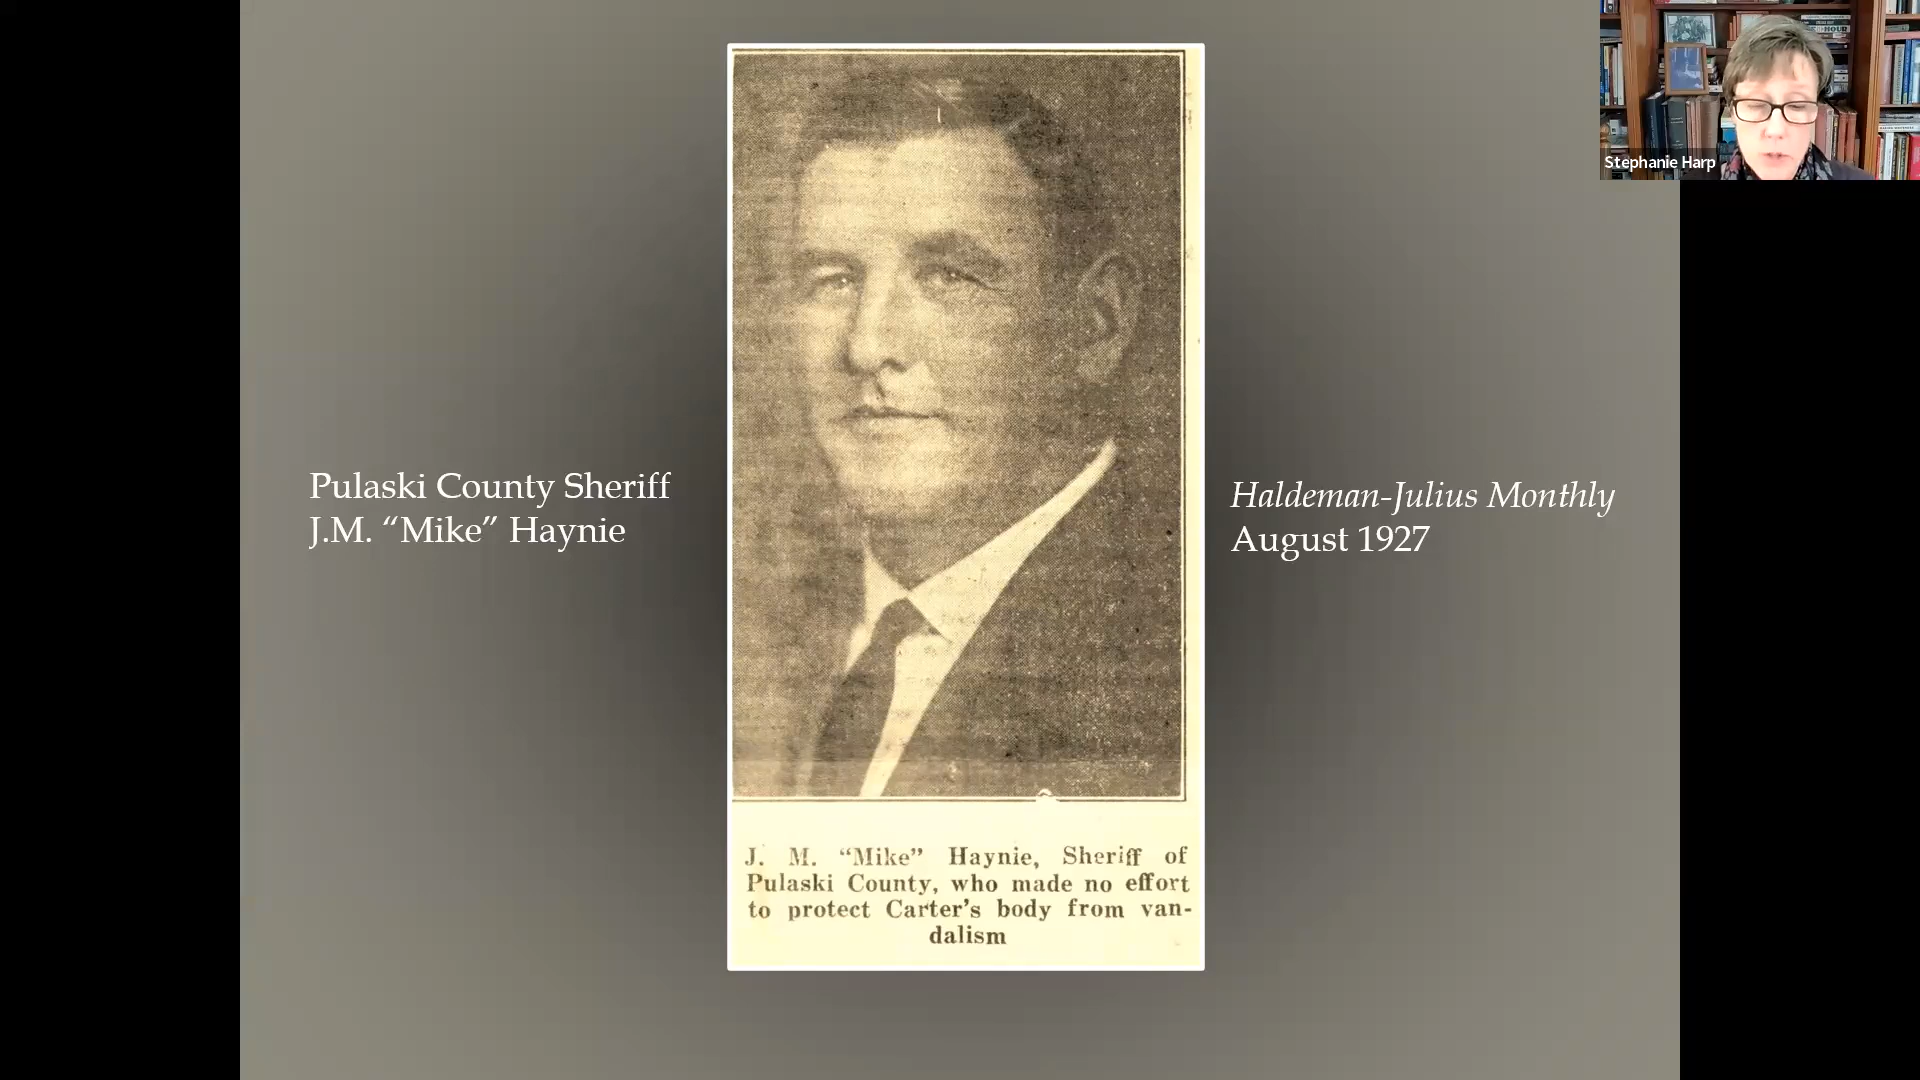 Stephanie Harp
Pulaski County Sheriff
J.M. “Mike” Haynie
Haldeman-Julius Monthly
August 1927
J. M. “Mike” Haynie, Sheriff of
Pulaski County, who made no effort
to protect Carter’s body from van-
dalism